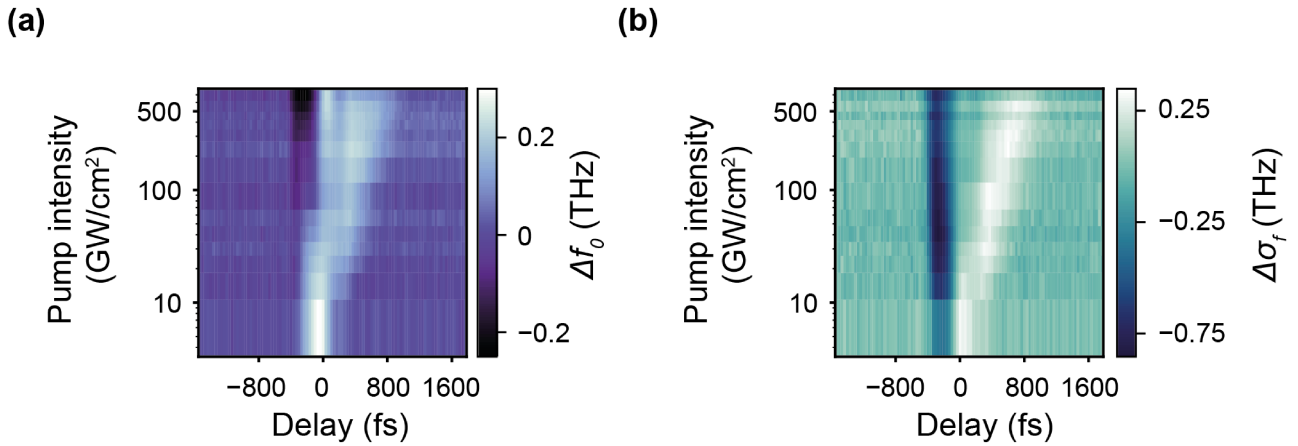 (a)
(b)
500
100
10
Pump intensity
(GW/cm²)
−800 0 800 1600
Delay (fs)
0.2
0
−0.2
Δf₀ (THz)
500
100
10
Pump intensity
(GW/cm²)
−800 0 800 1600
Delay (fs)
0.25
−0.25
−0.75
Δσ_f (THz)